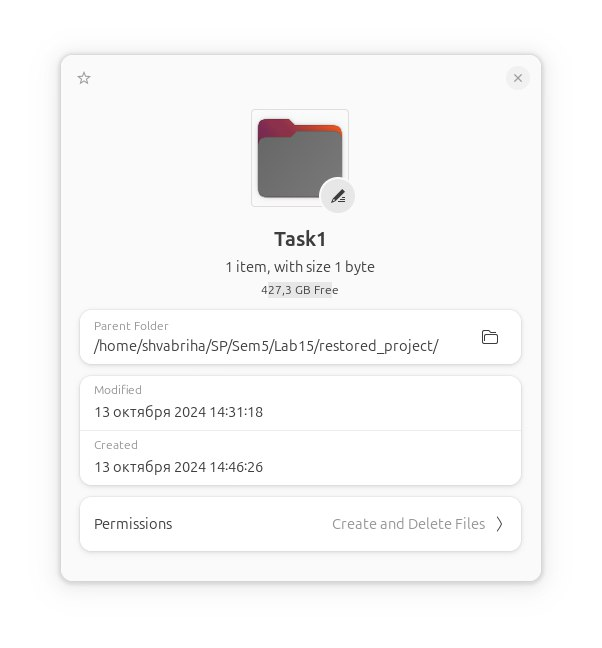 Task1
1 item, with size 1 byte
427,3 GB Free
Parent Folder
/home/shvabriha/SP/Sem5/Lab15/restored_project/
Modified
13 октября 2024 14:31:18
Created
13 октября 2024 14:46:26
Permissions Create and Delete Files